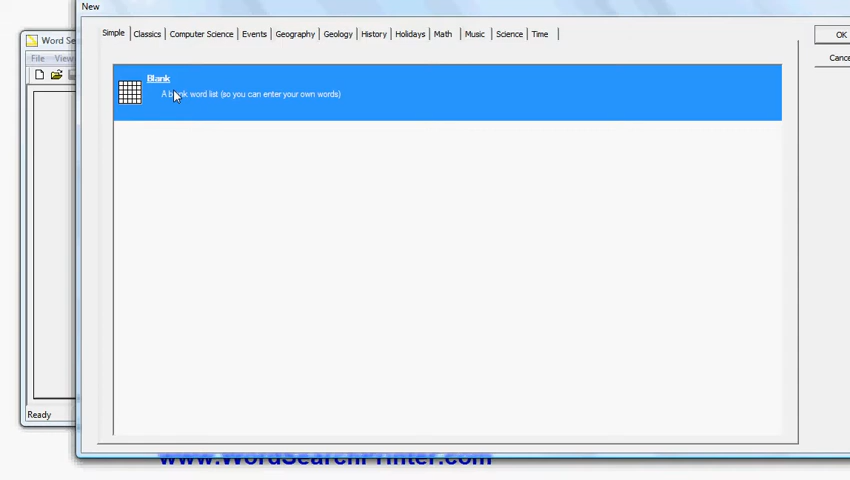 New
Word Se
Simple Classics Computer Science Events Geography Geology History Holidays Math Music Science Time
OK
File View
Cance
Blank
A blank word list (so you can enter your own words)
Ready
www.WordSearchPrinter.com